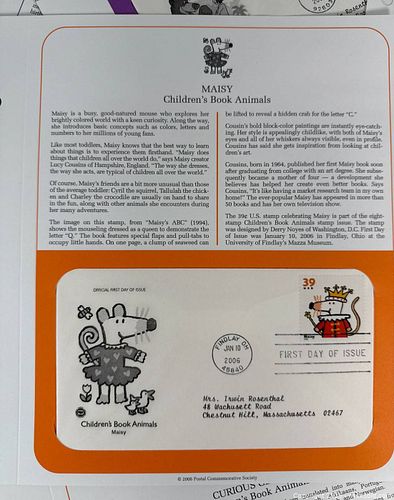 MAISY
Children's Book Animals
Maisy is a busy, good-natured mouse who explores her
brightly colored world with a keen curiosity. Along the way,
she introduces basic concepts such as colors, letters and
numbers to her millions of young fans.
Like most toddlers, Maisy knows that the best way to learn
about things is to experience them firsthand. "Maisy does
things that children all over the world do," says Maisy creator
Lucy Cousins of Hampshire, England. "The way she dresses,
the way she acts, are typical of children all over the world."
Of course, Maisy's friends are a bit more unusual than those
of the average toddler: Cyril the squirrel, Tallulah the chick-
en and Charley the crocodile are usually on hand to share
in the fun, along with other animals she encounters during
her many adventures.
The image on this stamp, from "Maisy's ABC" (1994),
shows the mouseling dressed as a queen to demonstrate the
letter "Q." The book features special flaps and pull-tabs to
occupy little hands. On one page, a clump of seaweed can
be lifted to reveal a hidden crab for the letter "C."
Cousin's bold block-color paintings are instantly eye-catch-
ing. Her style is appealingly childlike, with both of Maisy's
eyes and all of her whiskers always visible, even in profile.
Cousins has said she gets inspiration from looking at chil-
dren's art.
Cousins, born in 1964, published her first Maisy book soon
after graduating from college with an art degree. She subse-
quently became a mother of four — a development she
believes has helped her create even better books. Says
Cousins, "It's like having a market research team in my own
home!" The ever-popular Maisy has appeared in more than
50 books and has her own television show.
The 39¢ U.S. stamp celebrating Maisy is part of the eight-
stamp Children's Book Animals stamp issue. The stamp
was designed by Derry Noyes of Washington, D.C. First Day
of Issue was January 10, 2006 in Findlay, Ohio at the
University of Findlay's Mazza Museum.
OFFICIAL FIRST DAY OF ISSUE
39
USA
Maisy
FINDLAY OH
JAN 10
2006
45840
FIRST DAY OF ISSUE
Mrs. Irwin Rosenthal
48 Wachusett Road
Chestnut Hill, Massachusetts 02467
Children's Book Animals
Maisy
© 2006 Postal Commemorative Society
CURIOUS
Book Anim